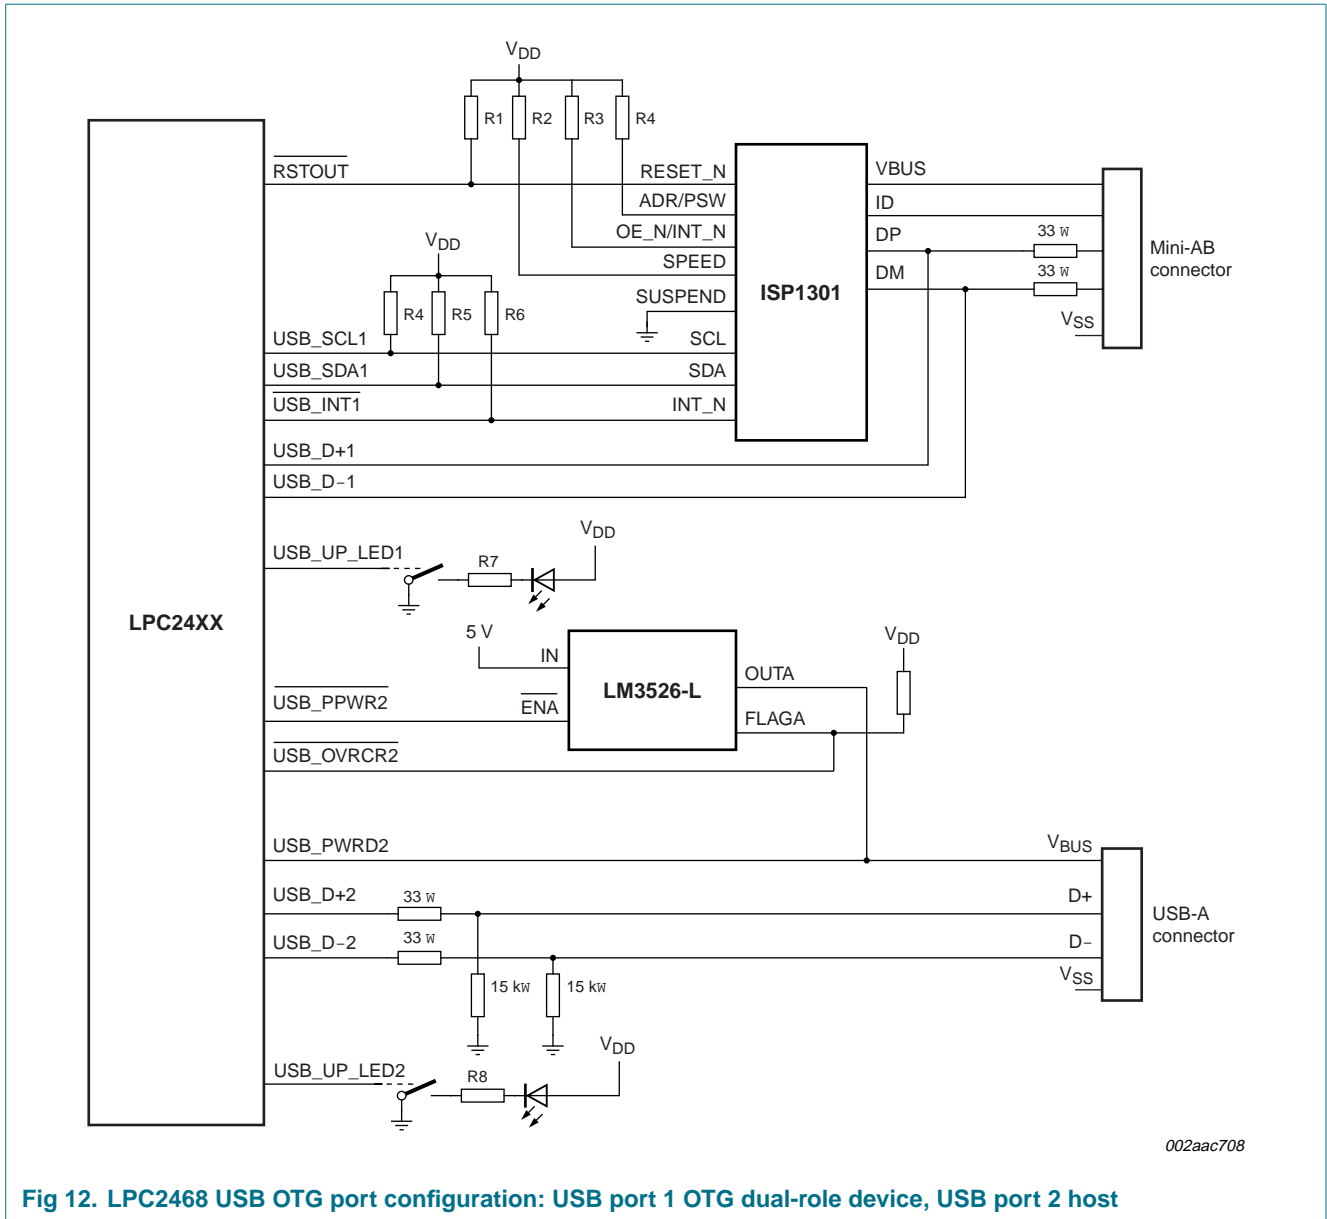 VDD
R1 R2 R3 R4
RSTOUT
RESET_N
ADR/PSW
OE_N/INT_N
SPEED
SUSPEND
SCL
SDA
INT_N
ISP1301
VBUS
ID
DP
DM
33 W
33 W
VSS
Mini-AB
connector
VDD
R4 R5 R6
USB_SCL1
USB_SDA1
USB_INT1
USB_D+1
USB_D−1
USB_UP_LED1
R7
VDD
LPC24XX
5 V
IN
ENA
LM3526-L
OUTA
FLAGA
VDD
USB_PPWR2
USB_OVRCR2
USB_PWRD2
VBUS
USB_D+2
33 W
D+
USB_D−2
33 W
D−
VSS
USB-A
connector
15 kW
15 kW
USB_UP_LED2
R8
VDD
002aac708
Fig 12. LPC2468 USB OTG port configuration: USB port 1 OTG dual-role device, USB port 2 host